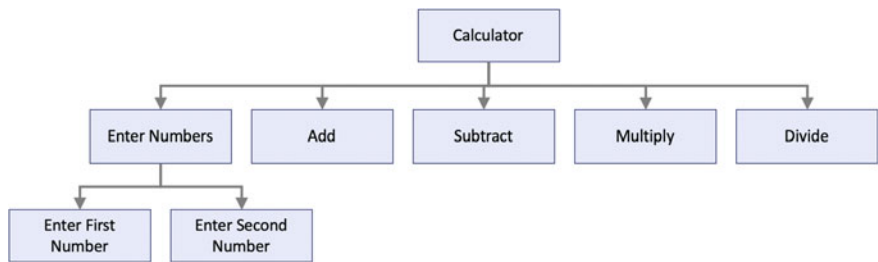 Calculator
Enter Numbers
Add
Subtract
Multiply
Divide
Enter First
Number
Enter Second
Number